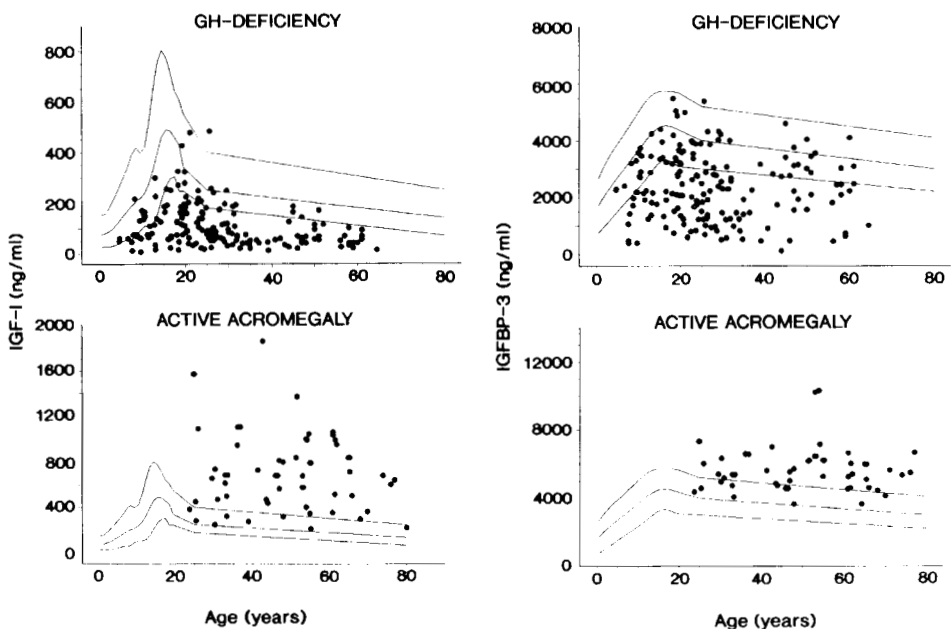 GH-DEFICIENCY
800
600
400
200
0
0 20 40 60 80
IGF-I (ng/ml)
ACTIVE ACROMEGALY
2000
1600
1200
800
400
0
0 20 40 60 80
Age (years)
GH-DEFICIENCY
8000
6000
4000
2000
0
0 20 40 60 80
IGFBP-3 (ng/ml)
ACTIVE ACROMEGALY
12000
8000
4000
0
0 20 40 60 80
Age (years)